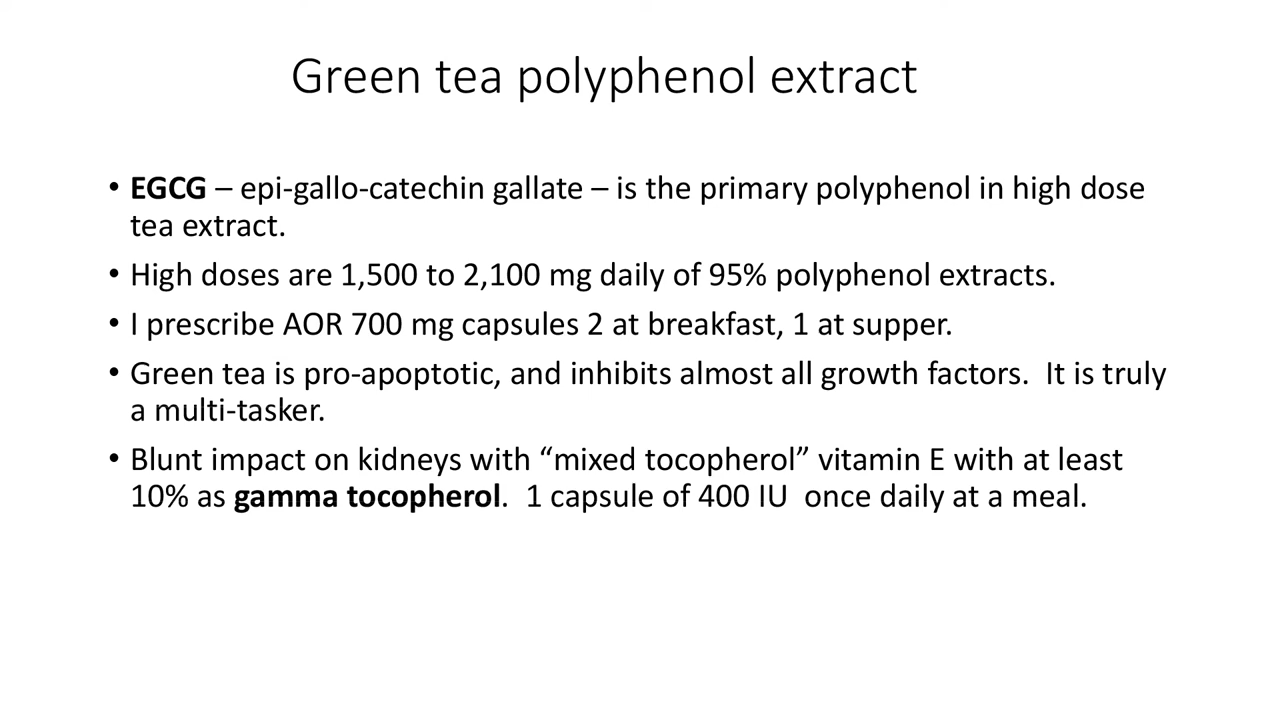 Green tea polyphenol extract
• EGCG – epi-gallo-catechin gallate – is the primary polyphenol in high dose
tea extract.
• High doses are 1,500 to 2,100 mg daily of 95% polyphenol extracts.
• I prescribe AOR 700 mg capsules 2 at breakfast, 1 at supper.
• Green tea is pro-apoptotic, and inhibits almost all growth factors.  It is truly
a multi-tasker.
• Blunt impact on kidneys with “mixed tocopherol” vitamin E with at least
10% as gamma tocopherol.  1 capsule of 400 IU  once daily at a meal.